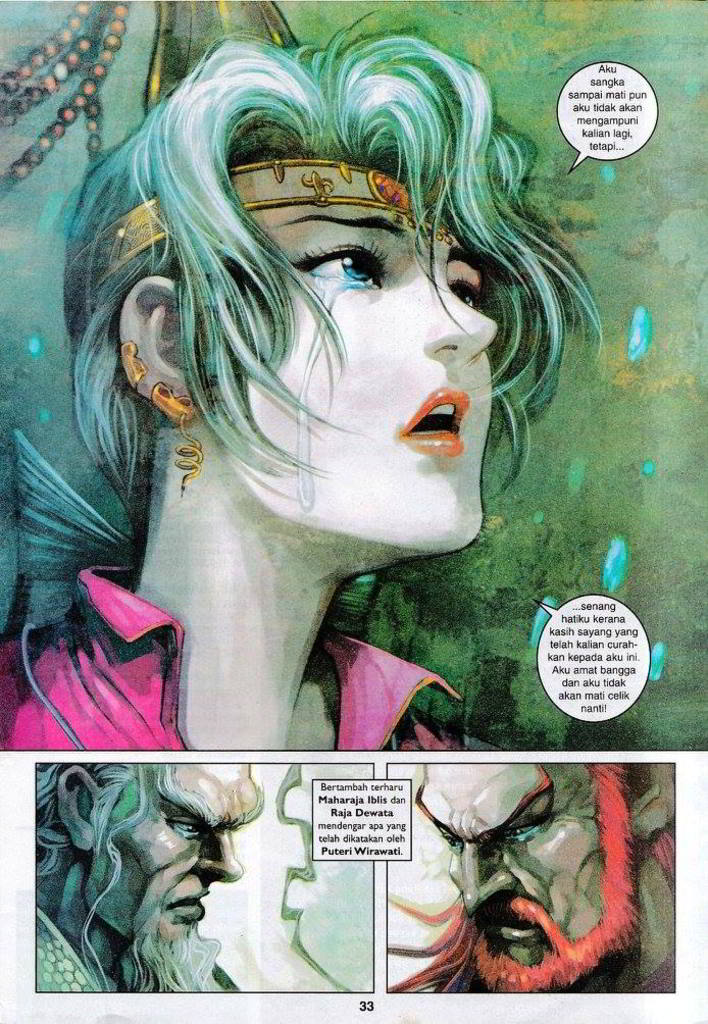 Aku
sangka
sampai mati pun
aku tidak akan
mengampuni
kalian lagi,
tetapi...
...senang
hatiku kerana
kasih sayang yang
telah kalian curah-
kan kepada aku ini.
Aku amat bangga
dan aku tidak
akan mati celik
nanti!
Bertambah terharu
Maharaja Iblis dan
Raja Dewata
mendengar apa yang
telah dikatakan oleh
Puteri Wirawati.
33